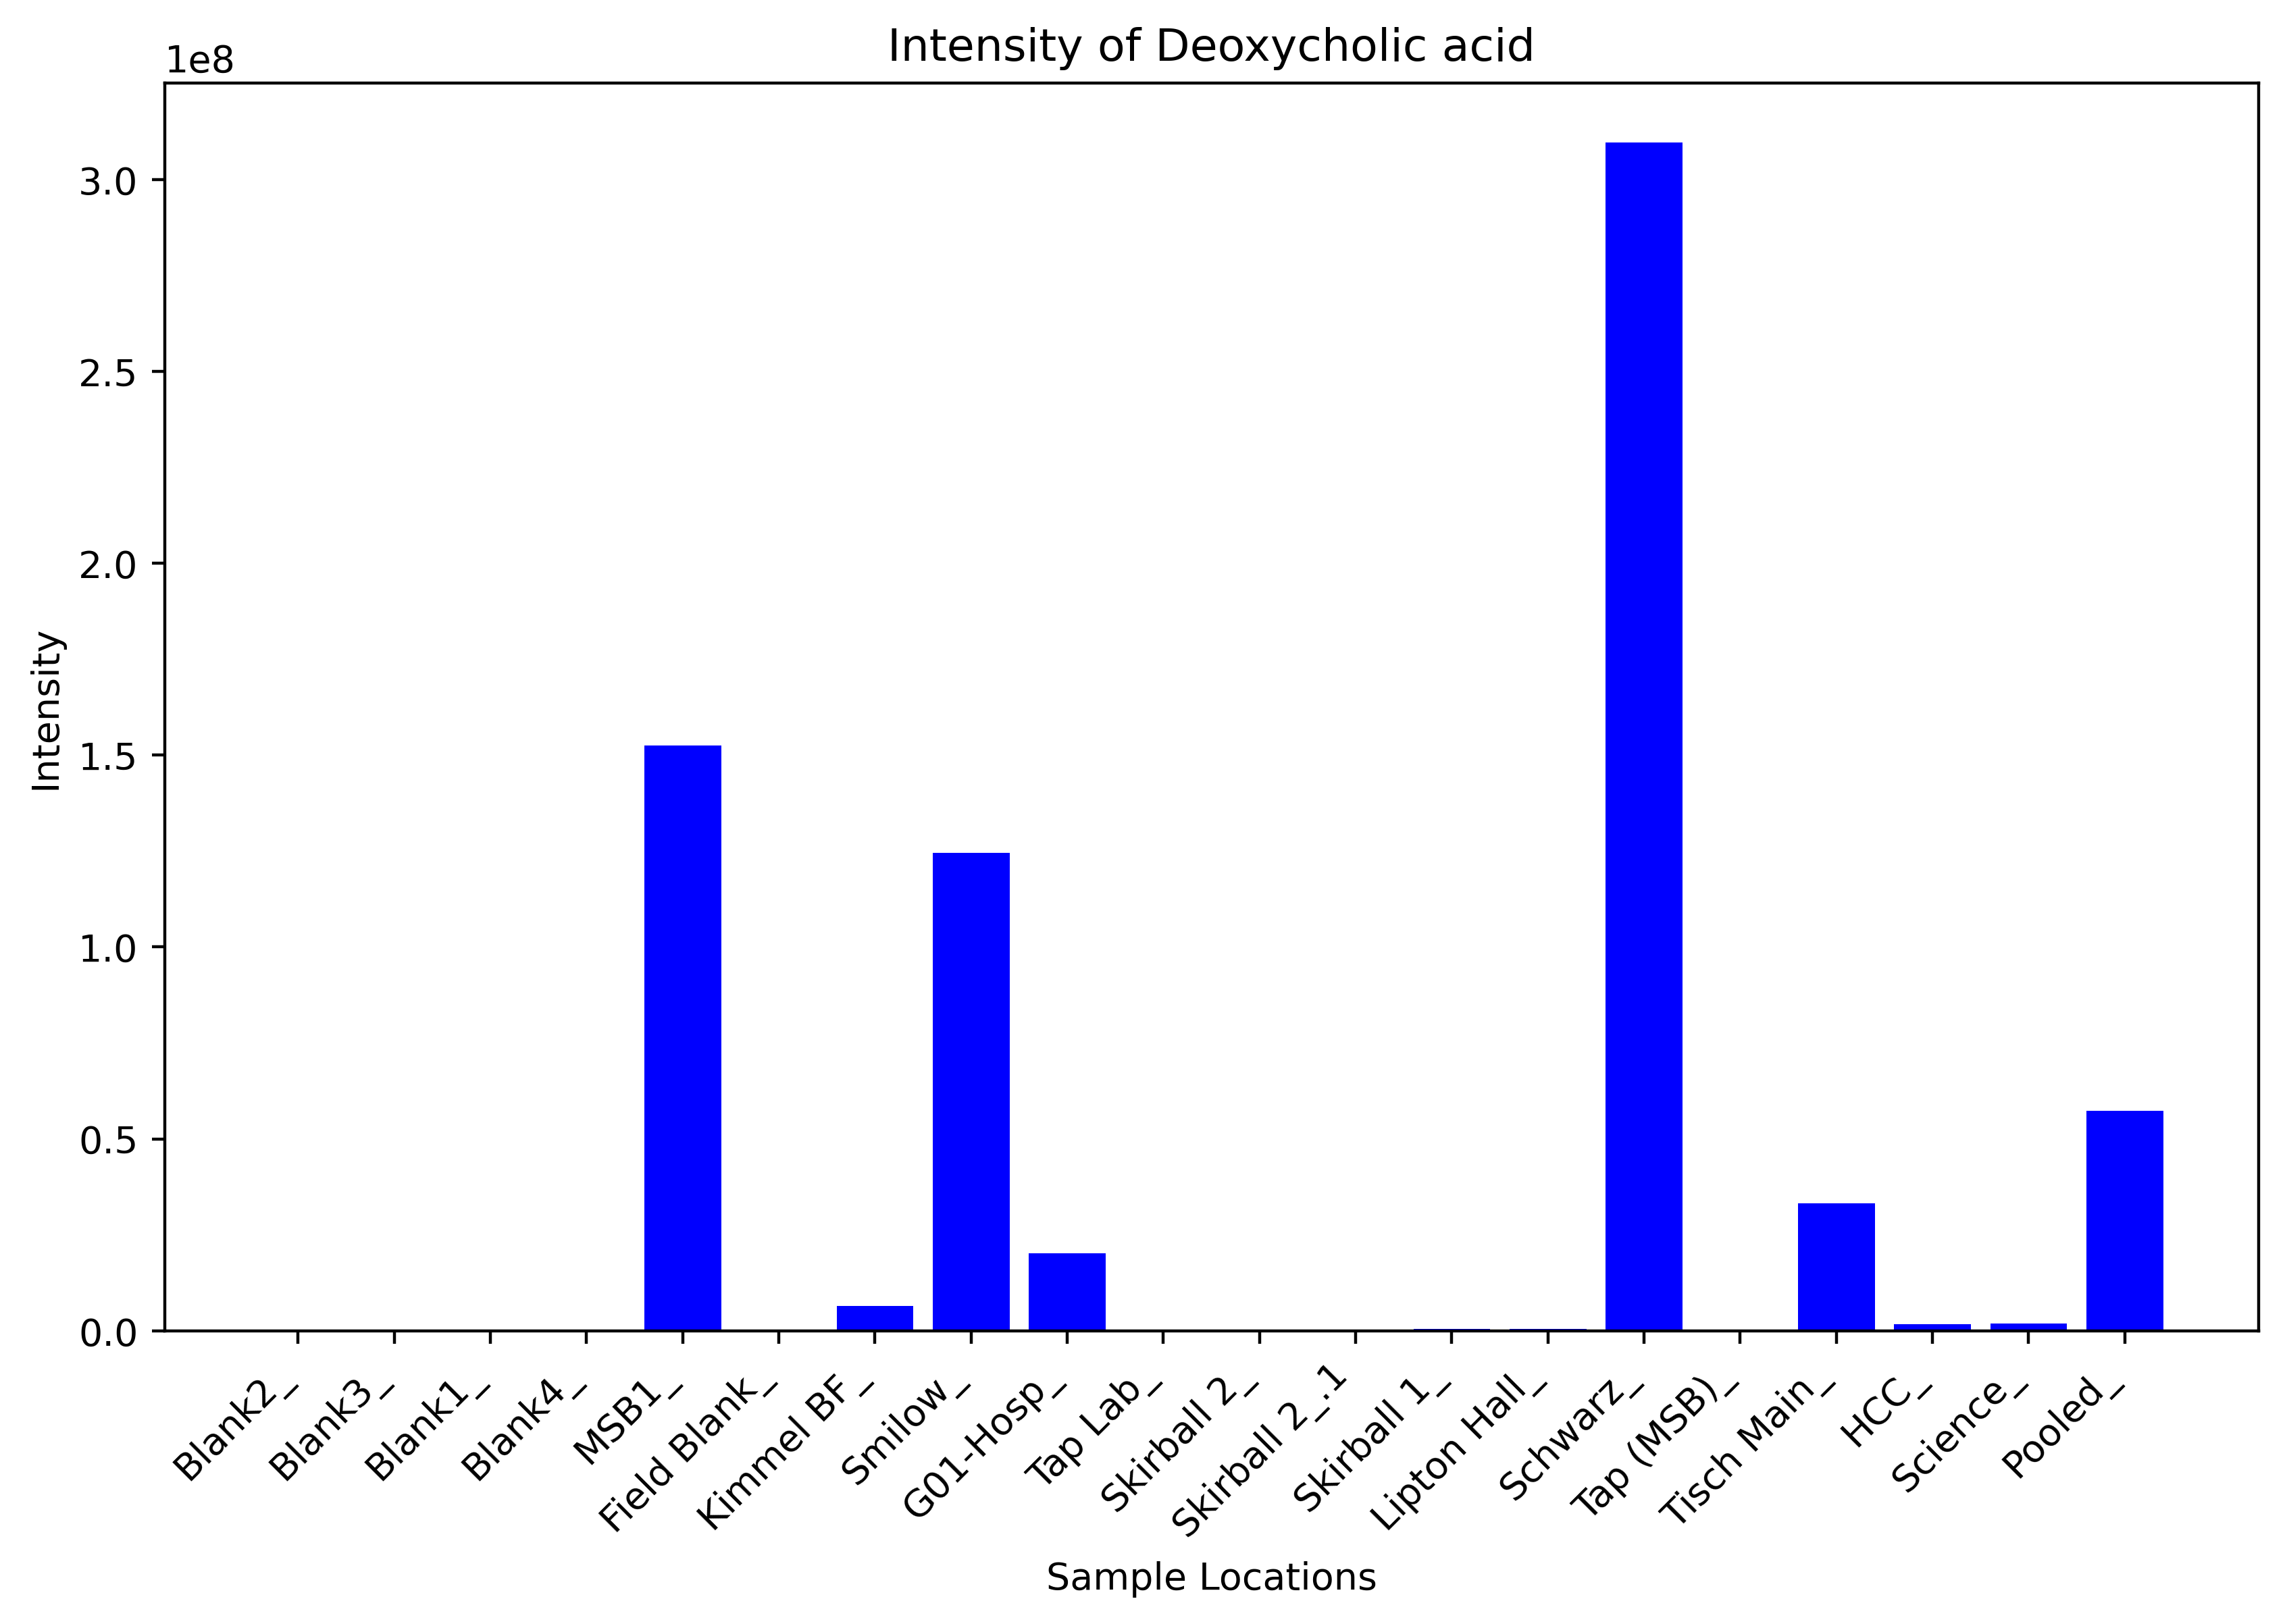 Intensity of Deoxycholic acid
1e8
3.0
2.5
2.0
1.5
1.0
0.5
0.0
Intensity
Blank2_
Blank3_
Blank1_
Blank4_
MSB1_
Field Blank_
Kimmel BF_
Smilow_
G01-Hosp_
Tap Lab_
Skirball 2_
Skirball 2_.1
Skirball 1_
Lipton Hall_
Schwarz_
Tap (MSB)_
Tisch Main_
HCC_
Science_
Pooled_
Sample Locations